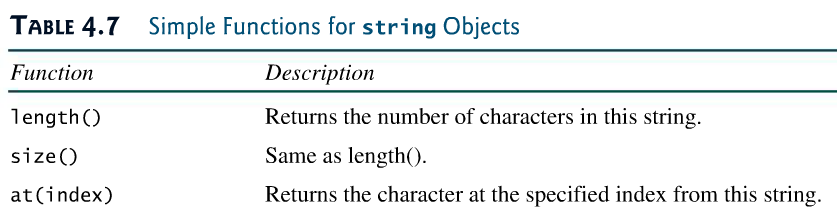 TABLE 4.7 Simple Functions for string Objects
Function Description
length() Returns the number of characters in this string.
size() Same as length().
at(index) Returns the character at the specified index from this string.